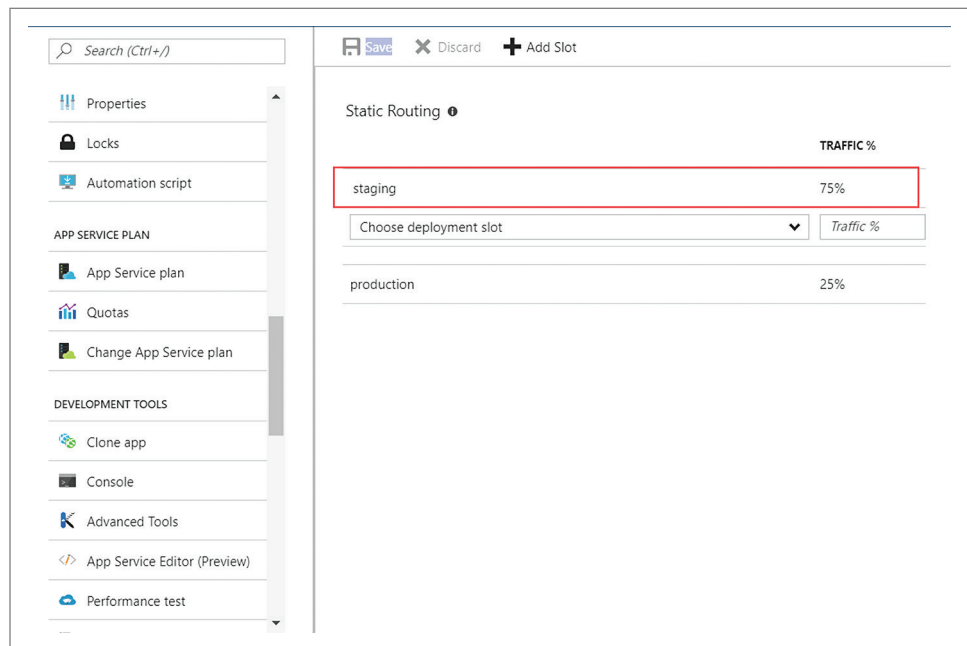 Search (Ctrl+/)
Properties
Locks
Automation script
APP SERVICE PLAN
App Service plan
Quotas
Change App Service plan
DEVELOPMENT TOOLS
Clone app
Console
Advanced Tools
App Service Editor (Preview)
Performance test
Save Discard Add Slot
Static Routing
TRAFFIC %
staging 75%
Choose deployment slot Traffic %
production 25%